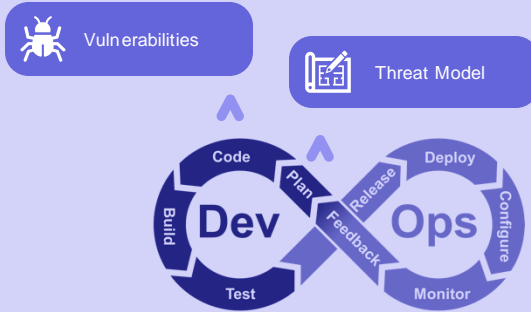 Vulnerabilities
Threat Model
Code
Plan
Release
Deploy
Build
Dev
Feedback
Ops
Configure
Test
Monitor